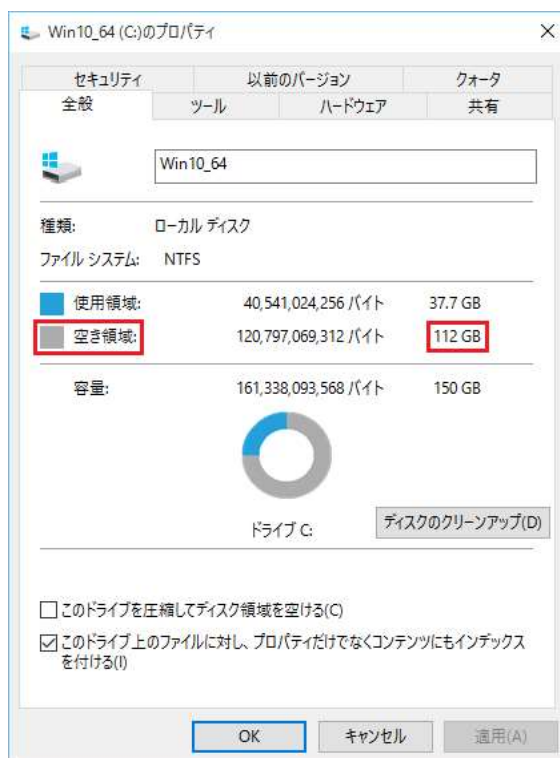 Win10_64 (C:)のプロパティ
セキュリティ 以前のバージョン クォータ
全般 ツール ハードウェア 共有
Win10_64
種類: ローカル ディスク
ファイル システム: NTFS
使用領域: 40,541,024,256 バイト 37.7 GB
空き領域: 120,797,069,312 バイト 112 GB
容量: 161,338,093,568 バイト 150 GB
ドライブ C:
ディスクのクリーンアップ(D)
このドライブを圧縮してディスク領域を空ける(C)
このドライブ上のファイルに対し、プロパティだけでなくコンテンツにもインデックス
を付ける(I)
OK キャンセル 適用(A)